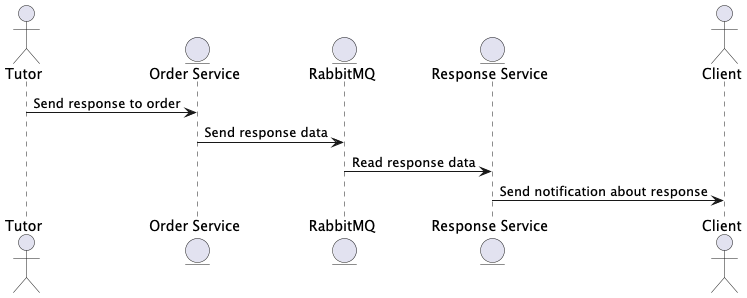 Tutor
Order Service
RabbitMQ
Response Service
Client
Send response to order
Send response data
Read response data
Send notification about response
Tutor
Order Service
RabbitMQ
Response Service
Client